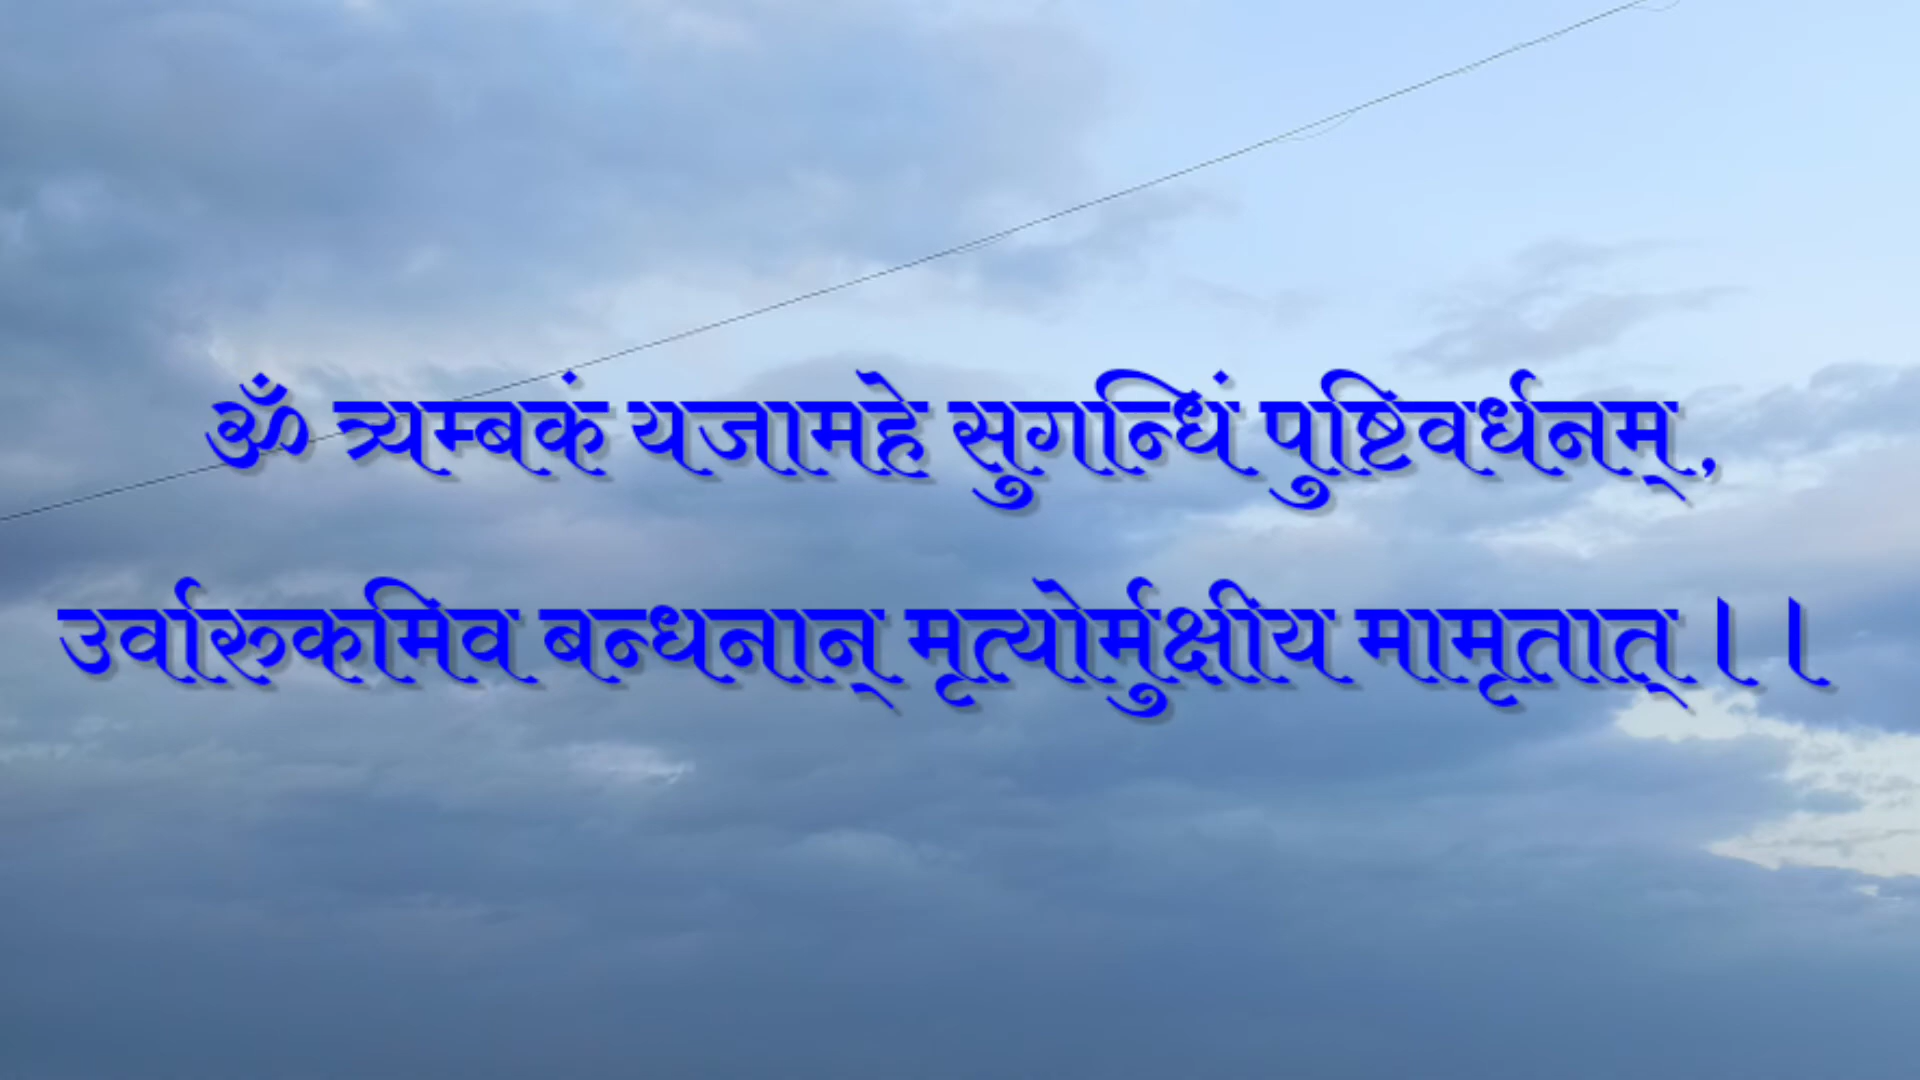 ॐ त्र्यम्बकं यजामहे सुगन्धिं पुष्टिवर्धनम्,
उर्वारुकमिव बन्धनान् मृत्योर्मुक्षीय मामृतात् । ।